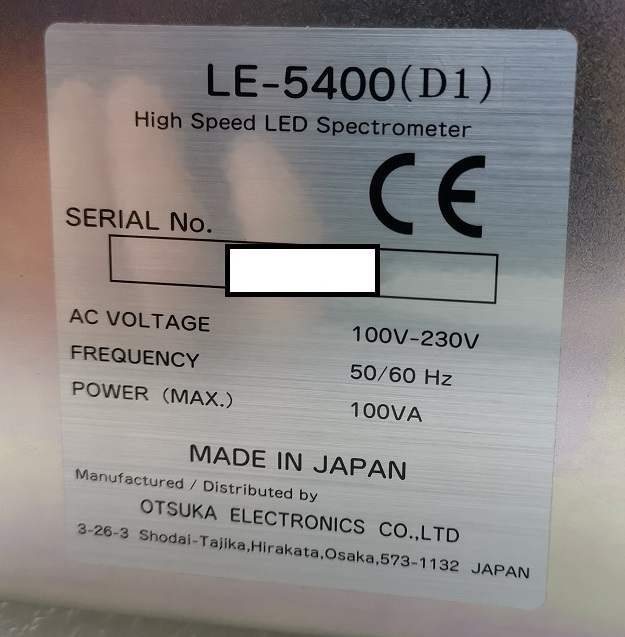 LE-5400(D1)
High Speed LED Spectrometer
CE
SERIAL No.
AC VOLTAGE 100V-230V
FREQUENCY 50/60 Hz
POWER (MAX.) 100VA
MADE IN JAPAN
Manufactured / Distributed by
OTSUKA ELECTRONICS CO.,LTD
3-26-3 Shodai-Tajika,Hirakata,Osaka,573-1132 JAPAN